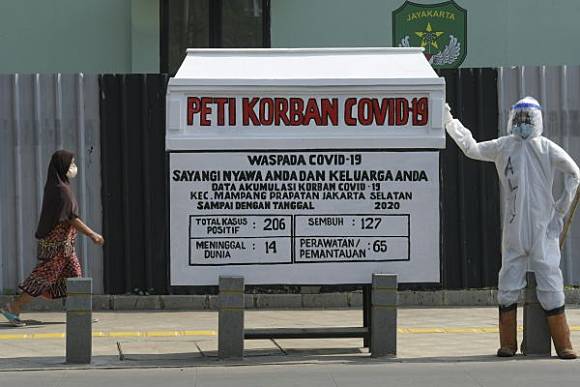 JAYAKARTA
PETI KORBAN COVID-19
WASPADA COVID-19
SAYANGI NYAWA ANDA DAN KELUARGA ANDA
DATA AKUMULASI KORBAN COVID-19
KEC. MAMPANG PRAPATAN JAKARTA SELATAN
SAMPAI DENGAN TANGGAL 2020
TOTAL KASUS POSITIF : 206
SEMBUH : 127
MENINGGAL DUNIA : 14
PERAWATAN/ PEMANTAUAN : 65